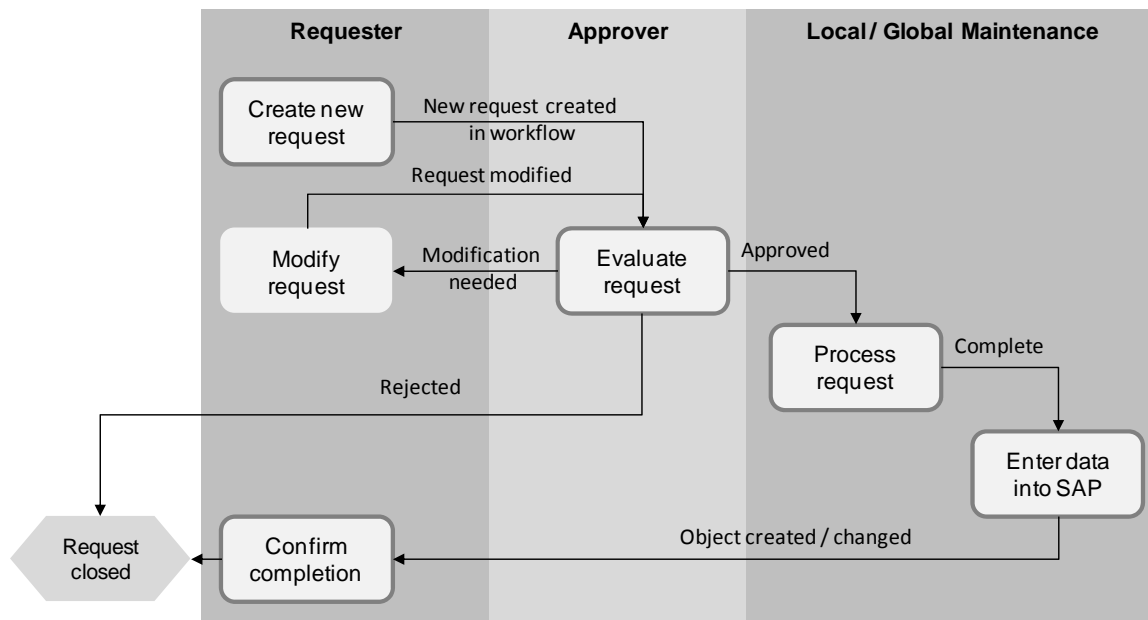 Requester
Approver
Local / Global Maintenance
Create new
request
New request created
in workflow
Request modified
Modify
request
Modification
needed
Evaluate
request
Approved
Process
request
Complete
Rejected
Enter data
into SAP
Object created / changed
Confirm
completion
Request
closed